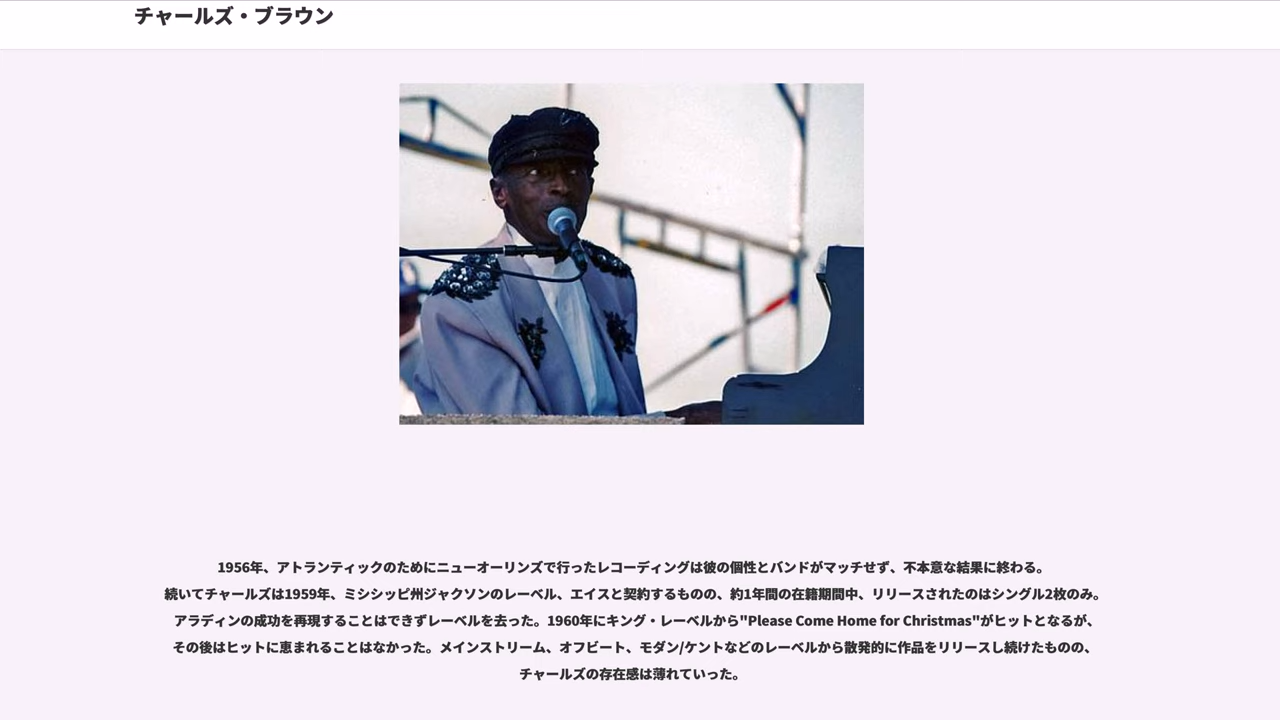 チャールズ・ブラウン
1956年、アトランティックのためにニューオーリンズで行ったレコーディングは彼の個性とバンドがマッチせず、不本意な結果に終わる。
続いてチャールズは1959年、ミシシッピ州ジャクソンのレーベル、エイスと契約するものの、約1年間の在籍期間中、リリースされたのはシングル2枚のみ。
アラディンの成功を再現することはできずレーベルを去った。1960年にキング・レーベルから"Please Come Home for Christmas"がヒットとなるが、
その後はヒットに恵まれることはなかった。メインストリーム、オフビート、モダン/ケントなどのレーベルから散発的に作品をリリースし続けたものの、
チャールズの存在感は薄れていった。